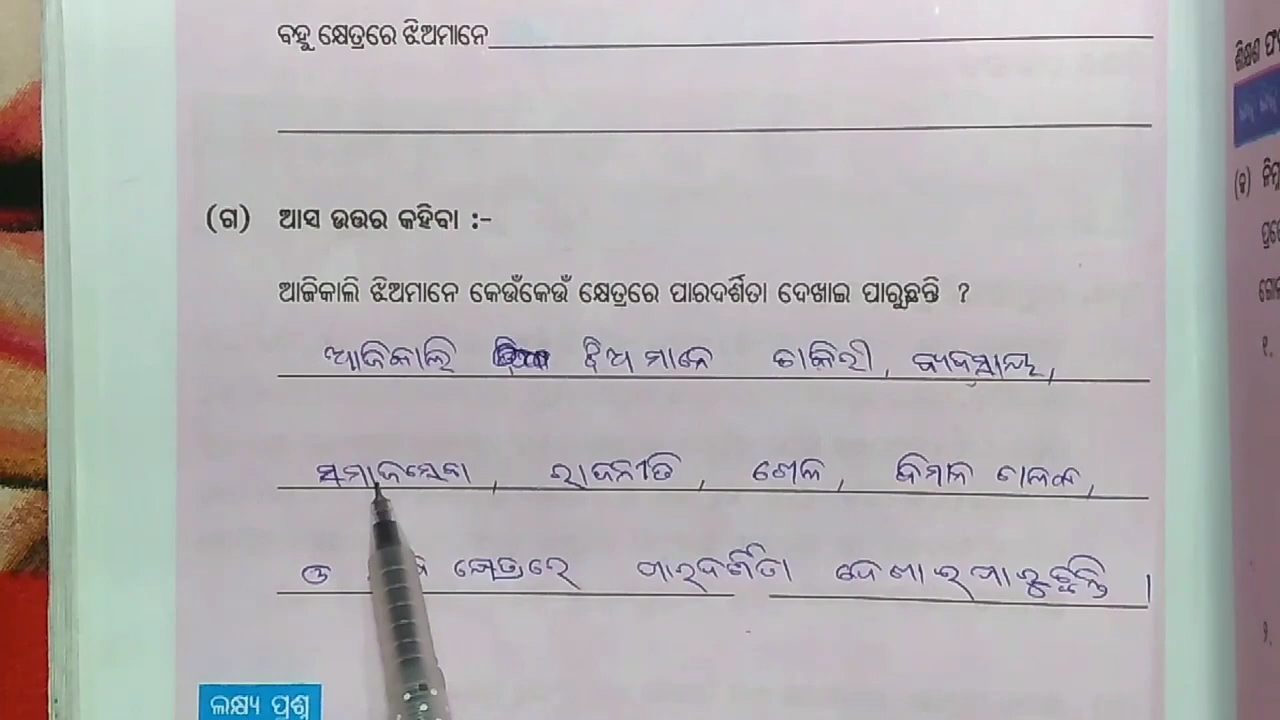 ବହୁ କ୍ଷେତ୍ରରେ ଝିଅମାନେ
(ଗ) ଆସ ଉତ୍ତର କହିବା :-
ଆଜିକାଲି ଝିଅମାନେ କେଉଁକେଉଁ କ୍ଷେତ୍ରରେ ପାରଦର୍ଶିତା ଦେଖାଇ ପାରୁଛନ୍ତି ?
ଆଜିକାଲି ଝିଅ ମାନେ ଚାକିରୀ, ବ୍ୟବସାୟ,
ସମାଜସେବା, ରାଜନୀତି, ଖେଳ, ବିମାନ ଚାଳକ,
ଓ କ୍ଷେତ୍ରରେ ପାରଦର୍ଶିତା ଦେଖାଇ ପାରୁଛନ୍ତି ।
ଲକ୍ଷ୍ୟ ପ୍ରଶ୍ନ